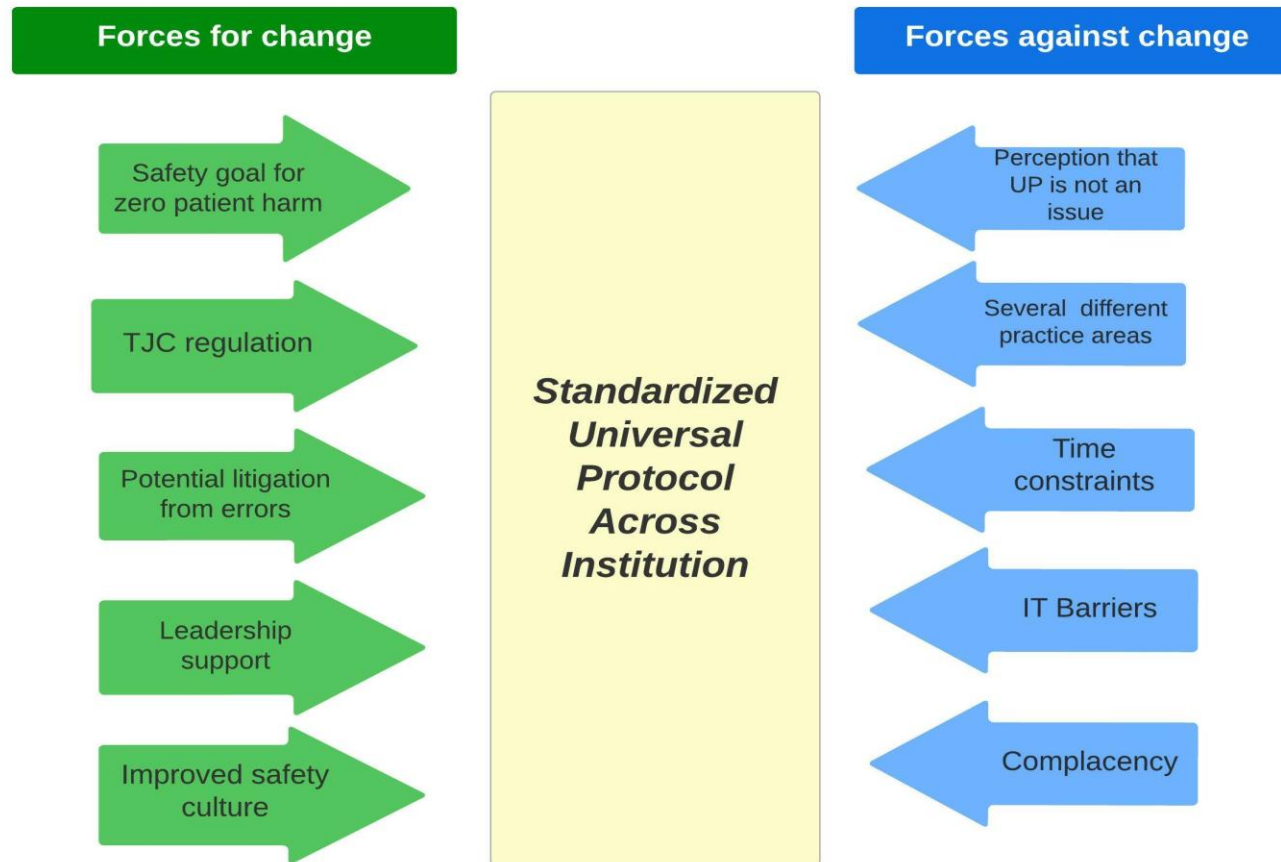 Forces for change
Forces against change
Safety goal for
zero patient harm
TJC regulation
Potential litigation
from errors
Leadership
support
Improved safety
culture
Standardized
Universal
Protocol
Across
Institution
Perception that
UP is not an
issue
Several different
practice areas
Time
constraints
IT Barriers
Complacency